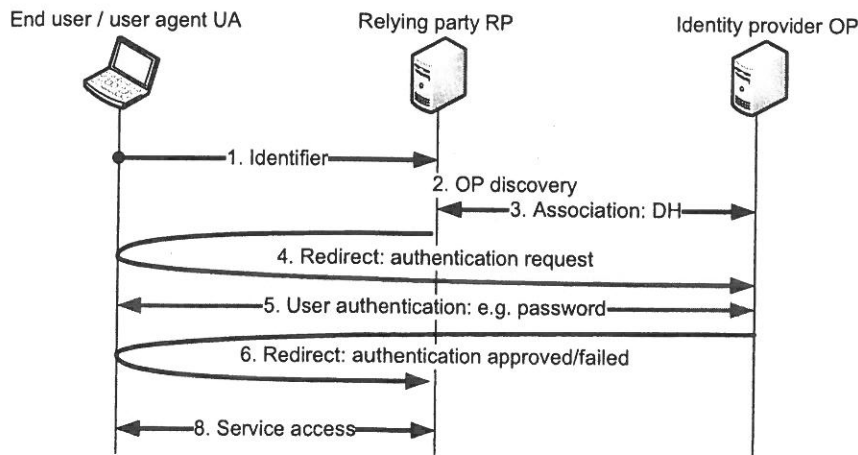 End user / user agent UA
Relying party RP
Identity provider OP
1. Identifier
2. OP discovery
3. Association: DH
4. Redirect: authentication request
5. User authentication: e.g. password
6. Redirect: authentication approved/failed
8. Service access